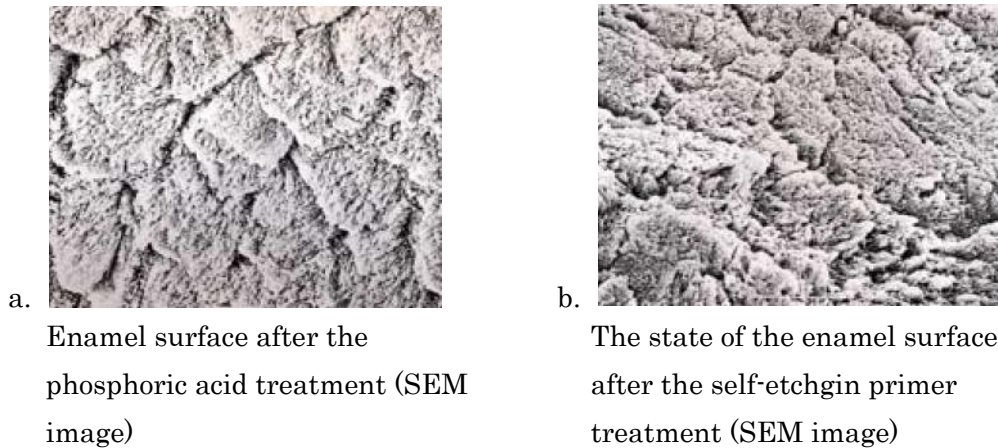 a.
Enamel surface after the
phosphoric acid treatment (SEM
image)
b.
The state of the enamel surface
after the self-etchgin primer
treatment (SEM image)